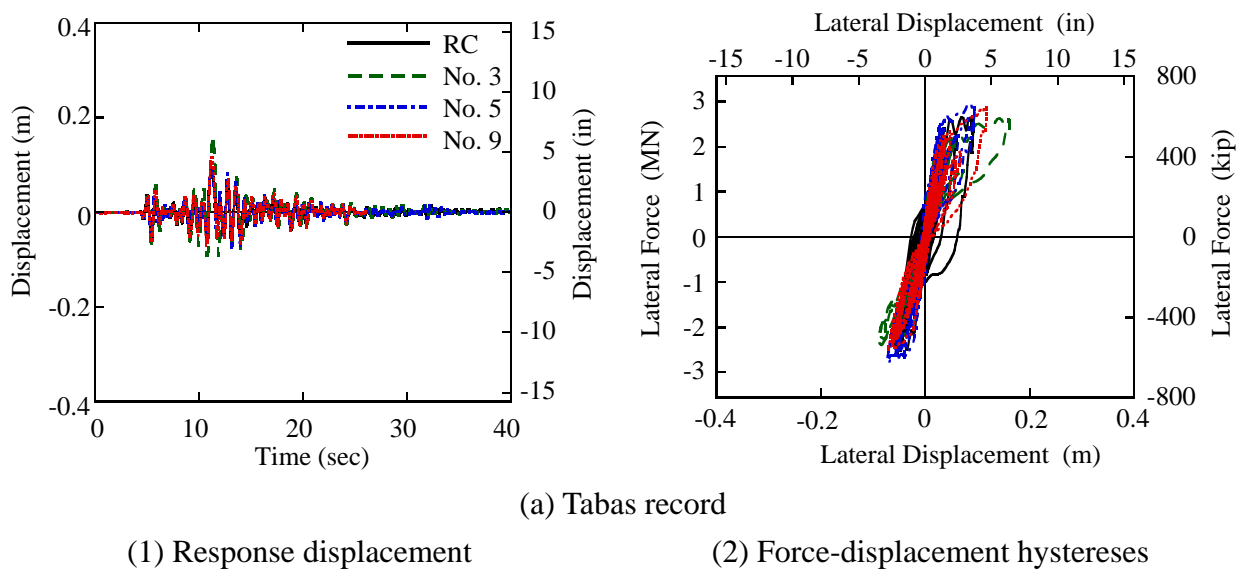 0.4
0.2
0
-0.2
-0.4
Displacement (m)
15
10
5
0
-5
-10
-15
Displacement (in)
RC
No. 3
No. 5
No. 9
0
10
20
30
40
Time (sec)
Lateral Displacement (in)
-15 -10 -5 0 5 10 15
3
2
1
0
-1
-2
-3
Lateral Force (MN)
800
400
0
-400
-800
Lateral Force (kip)
-0.4 -0.2 0 0.2 0.4
Lateral Displacement (m)
(a) Tabas record
(1) Response displacement
(2) Force-displacement hystereses